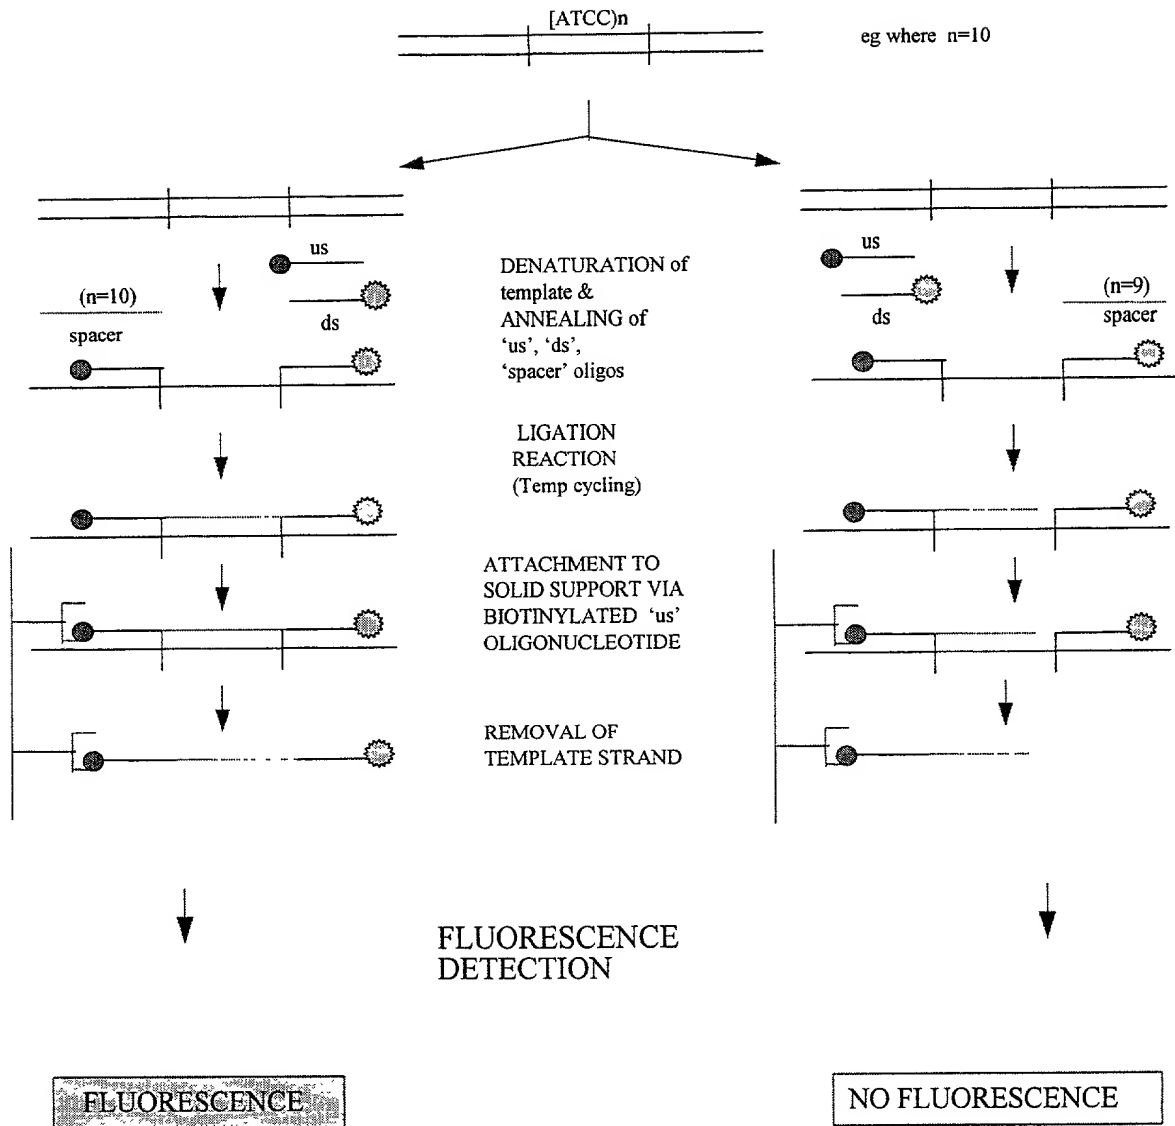 [ATCC)n
eg where n=10
us
(n=10)
spacer
ds
DENATURATION of
template &
ANNEALING of
'us', 'ds',
'spacer' oligos
us
ds
(n=9)
spacer
LIGATION
REACTION
(Temp cycling)
ATTACHMENT TO
SOLID SUPPORT VIA
BIOTINYLATED 'us'
OLIGONUCLEOTIDE
REMOVAL OF
TEMPLATE STRAND
FLUORESCENCE
DETECTION
FLUORESCENCE
NO FLUORESCENCE